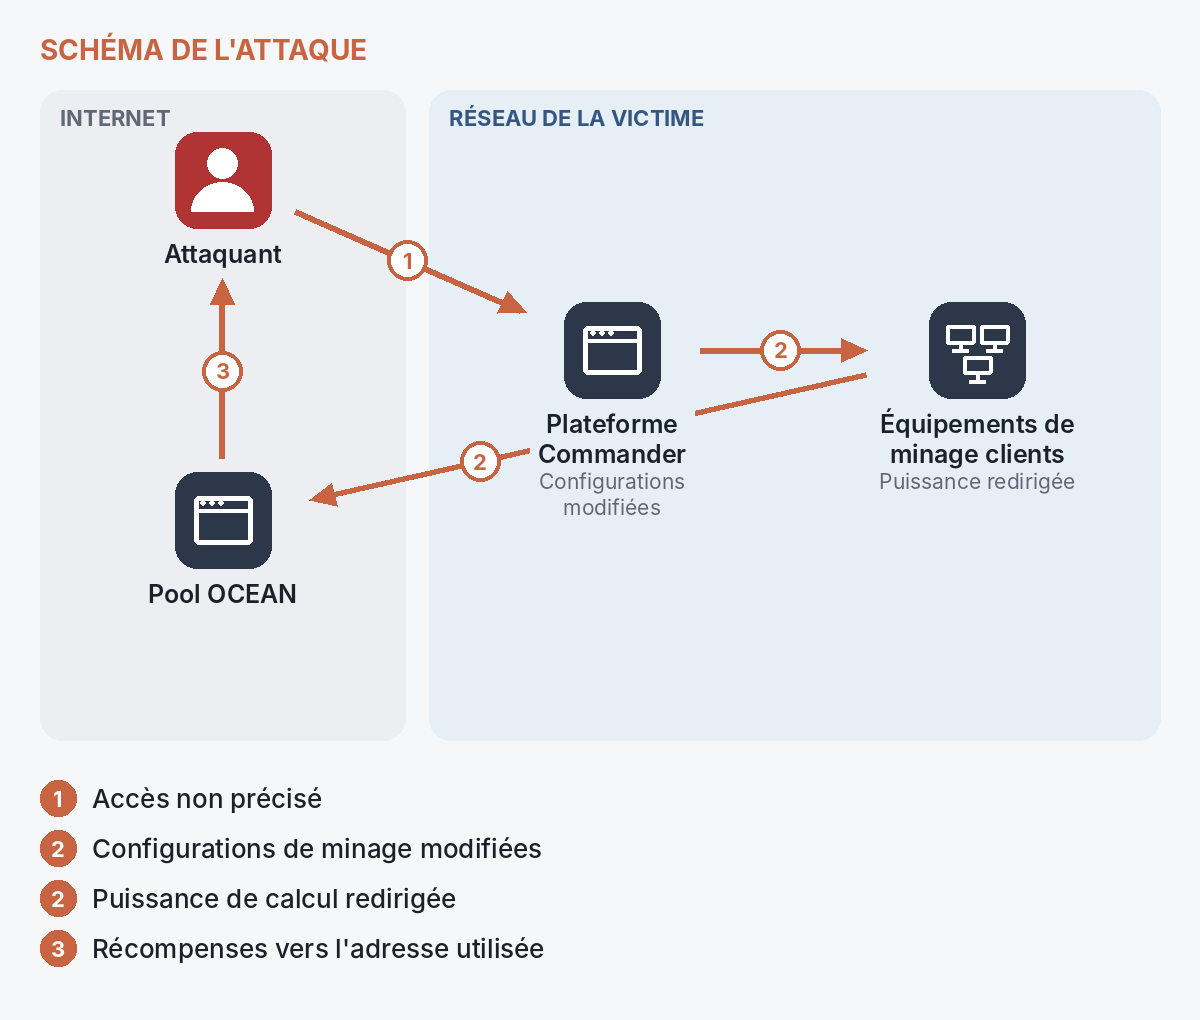 SCHÉMA DE L'ATTAQUE
INTERNET
RÉSEAU DE LA VICTIME
Attaquant
1
Plateforme
Commander
Configurations
modifiées
2
Équipements de
minage clients
Puissance redirigée
3
2
Pool OCEAN
1 Accès non précisé
2 Configurations de minage modifiées
2 Puissance de calcul redirigée
3 Récompenses vers l'adresse utilisée